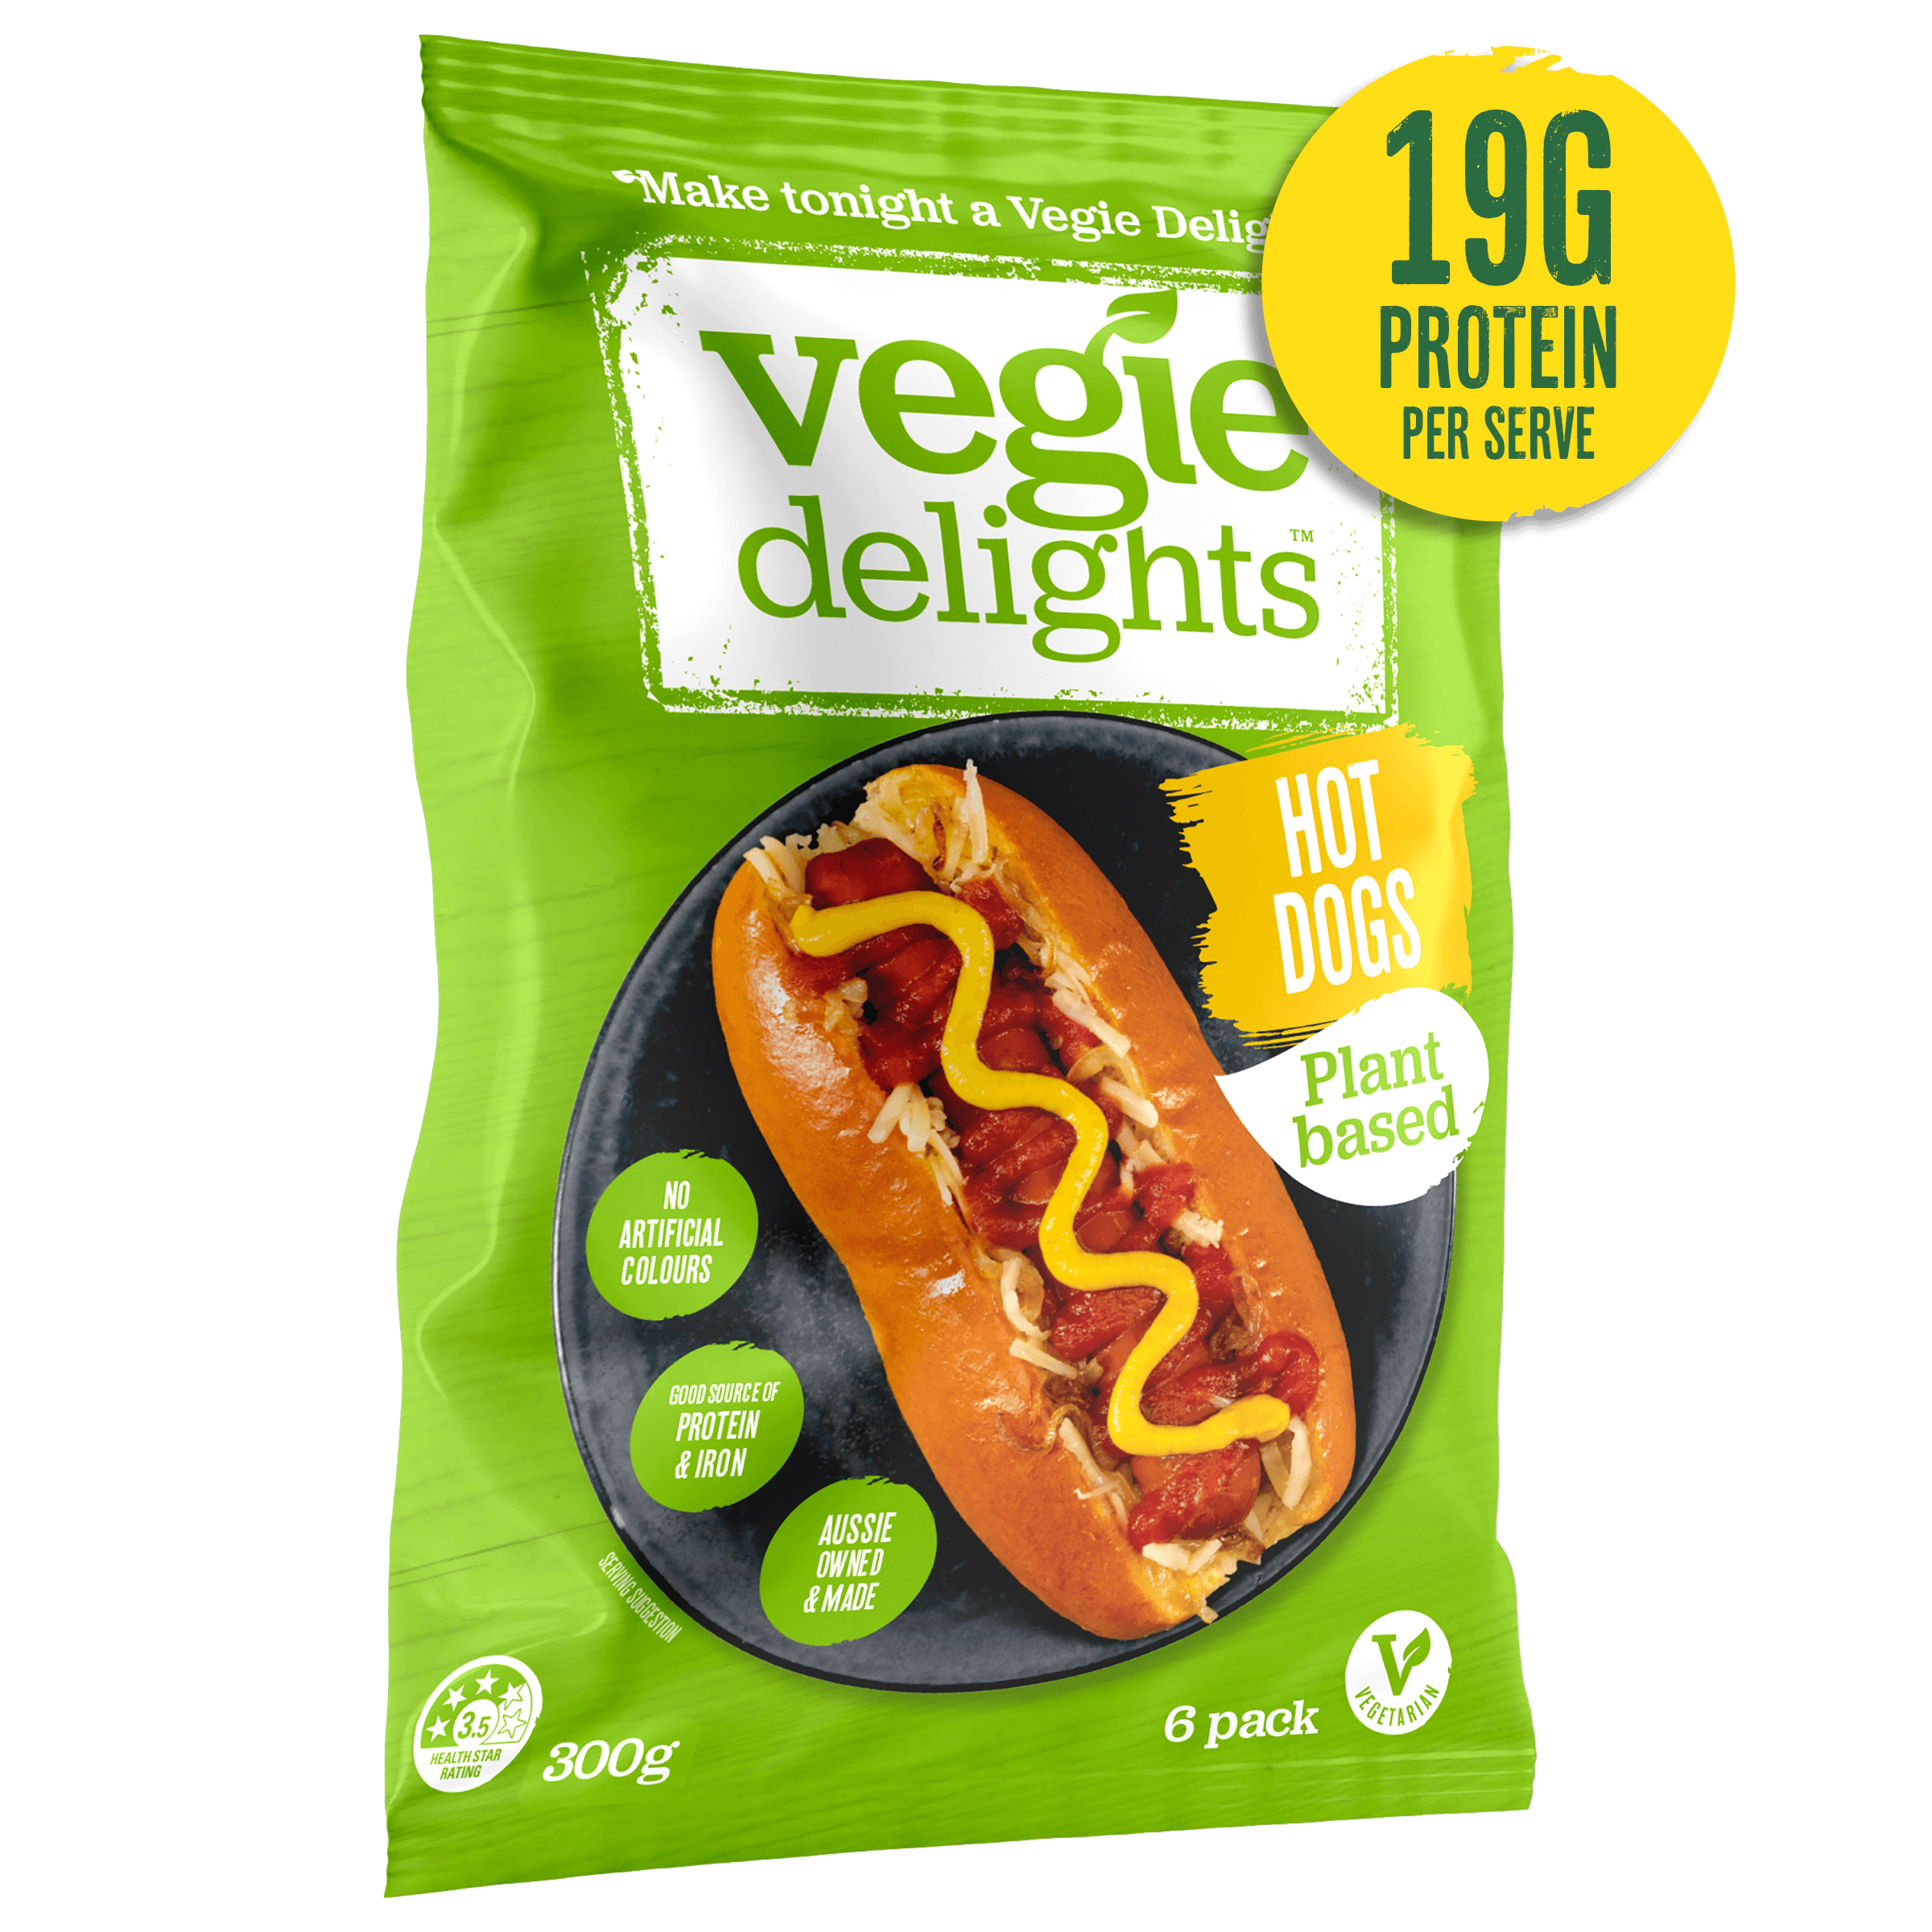 Make tonight a Vegie
19G
PROTEIN
PER SERVE
vegie
delights™
HOT
DOGS
Plant
based
NO
ARTIFICIAL
COLOURS
GOOD SOURCE OF
PROTEIN
& IRON
AUSSIE
OWNED
& MADE
SERVING SUGGESTION
3.5
HEALTH STAR
RATING
300g
6 pack
V
VEGETARIAN